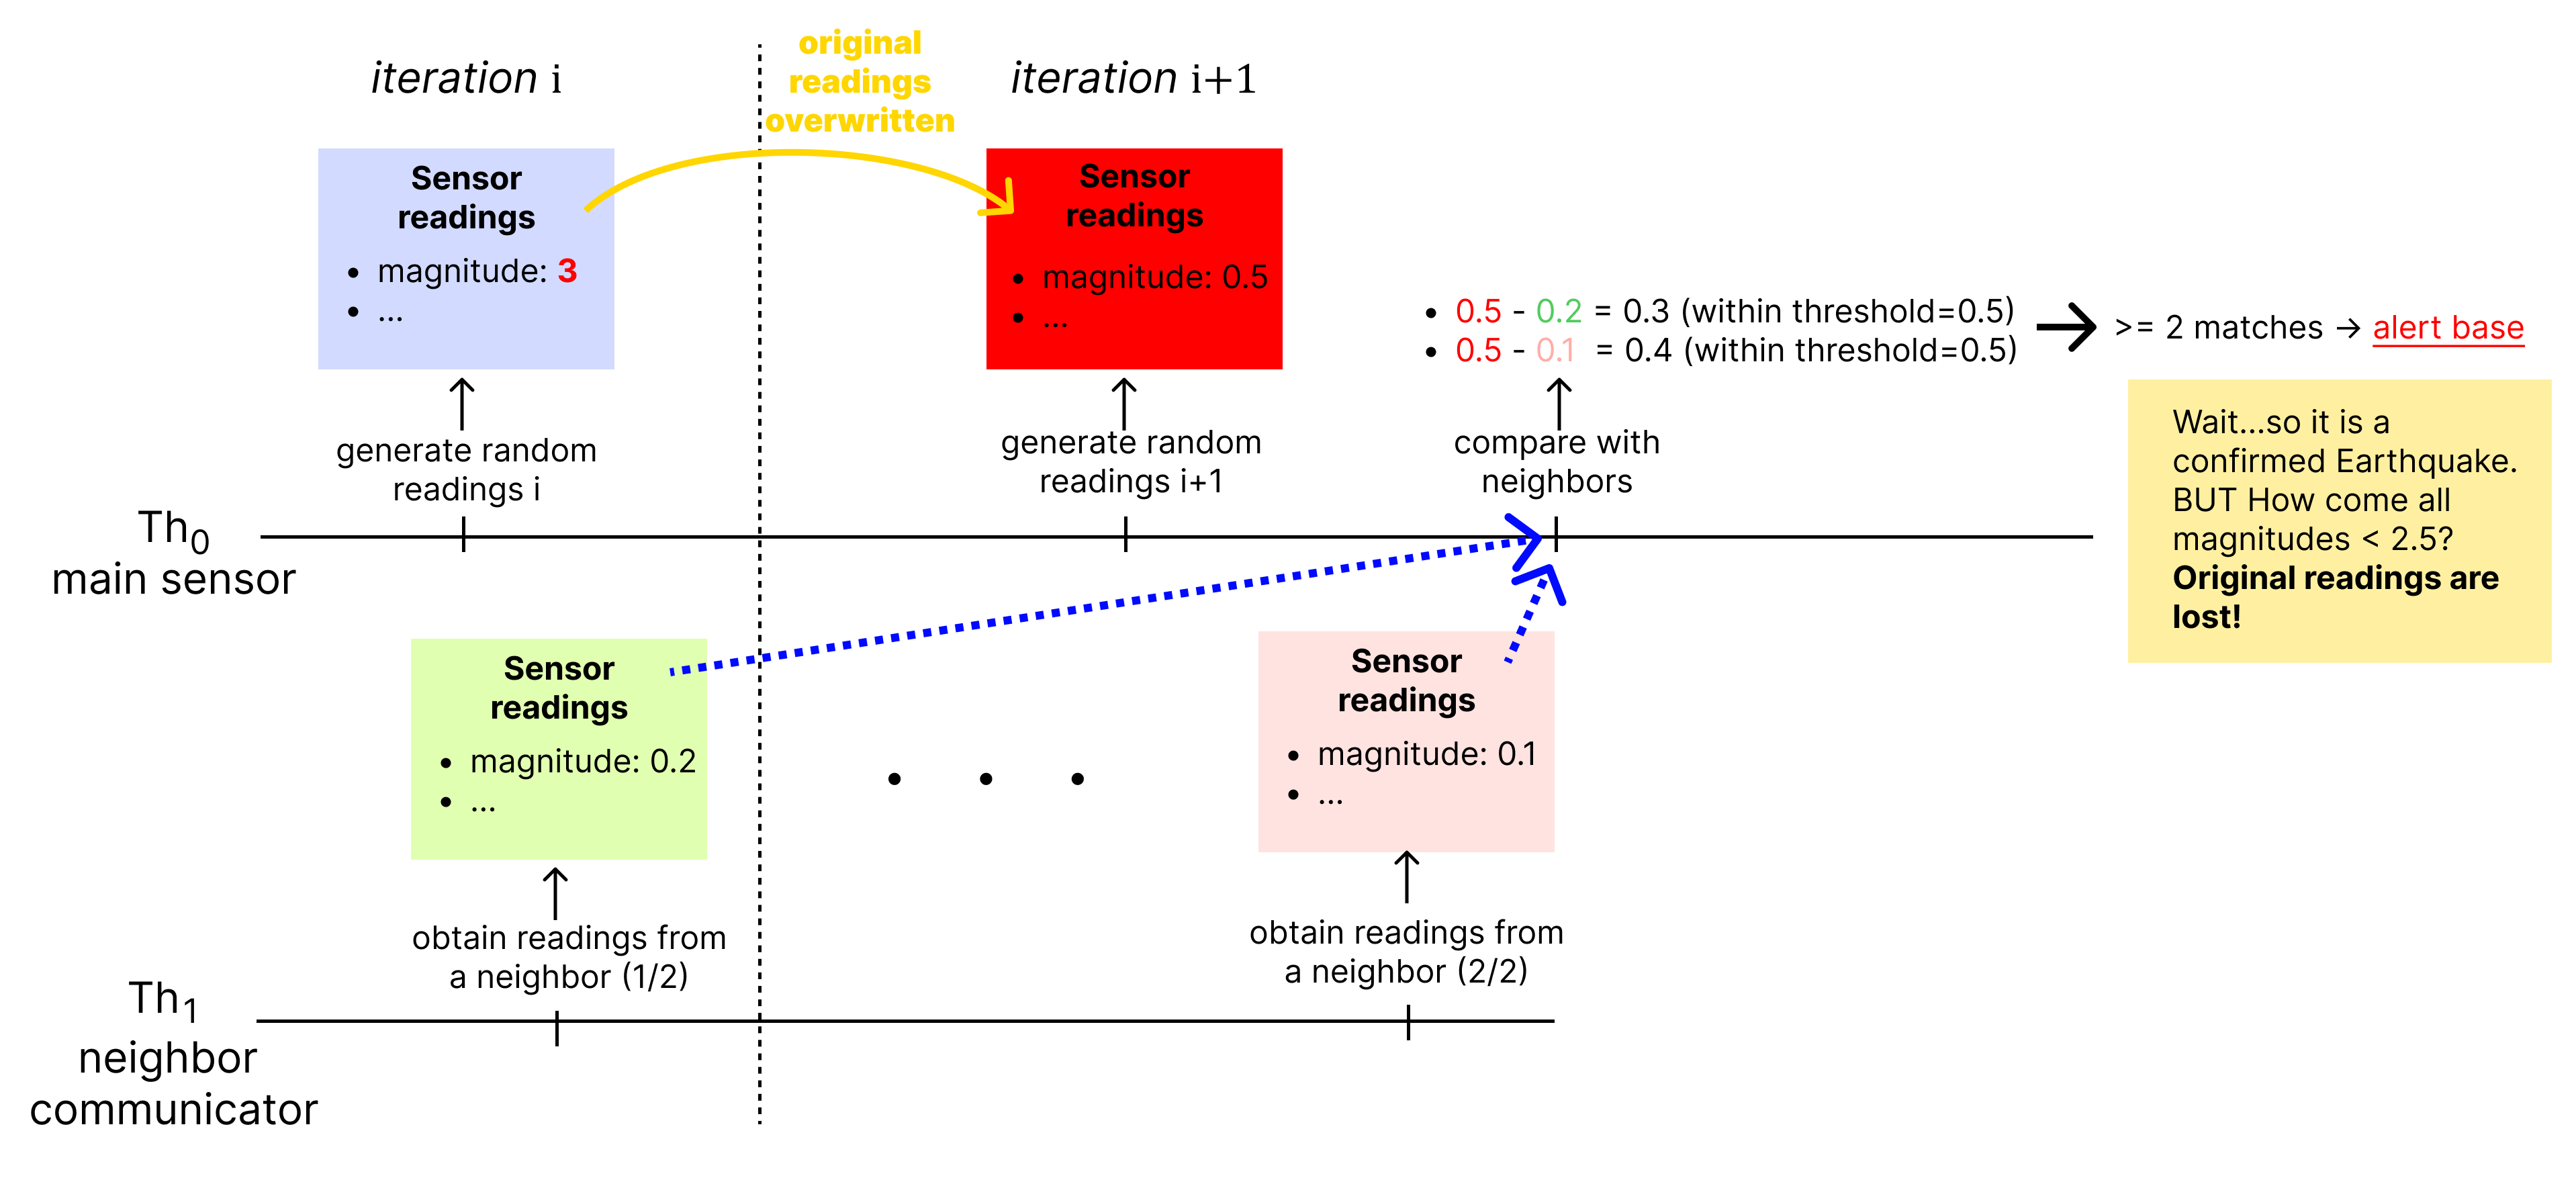 iteration i
original
readings
overwritten
iteration i+1
Sensor
readings
• magnitude: 3
• ...
Sensor
readings
• magnitude: 0.5
• ...
• 0.5 - 0.2 = 0.3 (within threshold=0.5)
• 0.5 - 0.1 = 0.4 (within threshold=0.5)
>= 2 matches → alert base
Wait...so it is a
confirmed Earthquake.
BUT How come all
magnitudes < 2.5?
Original readings are
lost!
generate random
readings i
generate random
readings i+1
compare with
neighbors
Th0
main sensor
Sensor
readings
• magnitude: 0.2
• ...
Sensor
readings
• magnitude: 0.1
• ...
obtain readings from
a neighbor (1/2)
obtain readings from
a neighbor (2/2)
Th1
neighbor
communicator